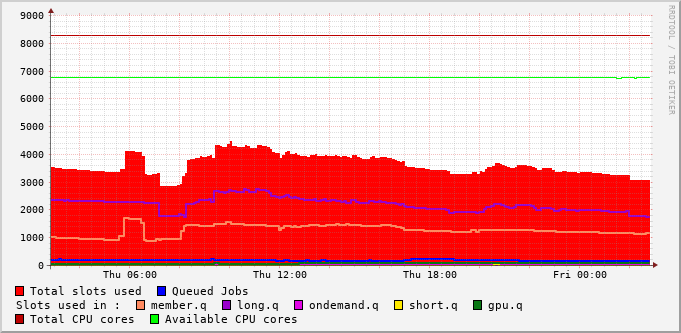 9000
8000
7000
6000
5000
4000
3000
2000
1000
0
Thu 06:00 Thu 12:00 Thu 18:00 Fri 00:00
RRDTOOL / TOBI OETIKER
Total slots used Queued Jobs
Slots used in : member.q long.q ondemand.q short.q gpu.q
Total CPU cores Available CPU cores